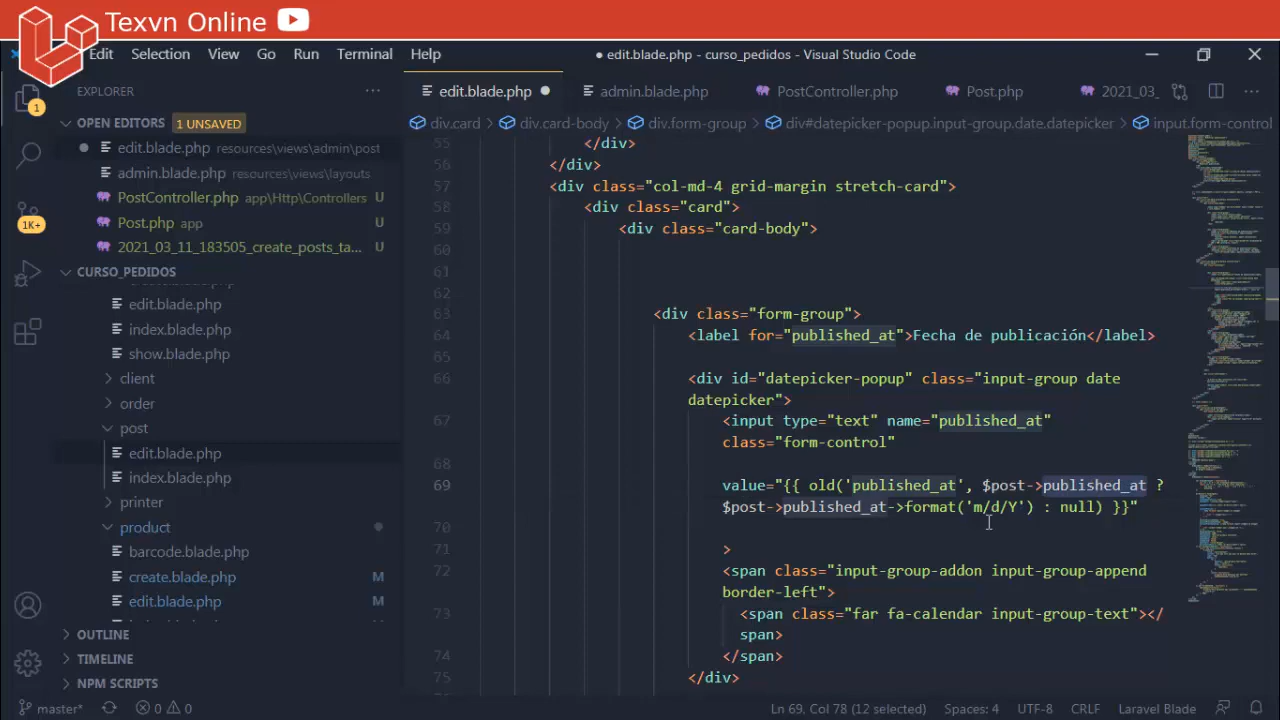 Texvn Online
Edit Selection View Go Run Terminal Help
● edit.blade.php - curso_pedidos - Visual Studio Code
EXPLORER
OPEN EDITORS 1 UNSAVED
edit.blade.php resources\views\admin\post
admin.blade.php resources\views\layouts
PostController.php app\Http\Controllers U
Post.php app U
2021_03_11_183505_create_posts_ta... U
CURSO_PEDIDOS
edit.blade.php
index.blade.php
show.blade.php
client
order
post
edit.blade.php
index.blade.php
printer
product
barcode.blade.php
create.blade.php M
edit.blade.php M
OUTLINE
TIMELINE
NPM SCRIPTS
1
1K+
edit.blade.php admin.blade.php PostController.php Post.php 2021_03_
div.card > div.card-body > div.form-group > div#datepicker-popup.input-group.date.datepicker > input.form-control
55 </div>
56 </div>
57 <div class="col-md-4 grid-margin stretch-card">
58 <div class="card">
59 <div class="card-body">
60
61
62
63 <div class="form-group">
64 <label for="published_at">Fecha de publicación</label>
65
66 <div id="datepicker-popup" class="input-group date
datepicker">
67 <input type="text" name="published_at"
class="form-control"
68
69 value="{{ old('published_at', $post->published_at ?
$post->published_at->format('m/d/Y') : null) }}"
70
71 >
72 <span class="input-group-addon input-group-append
border-left">
73 <span class="far fa-calendar input-group-text"></
span>
74 </span>
75 </div>
master* 0 0 Ln 69, Col 78 (12 selected) Spaces: 4 UTF-8 CRLF Laravel Blade